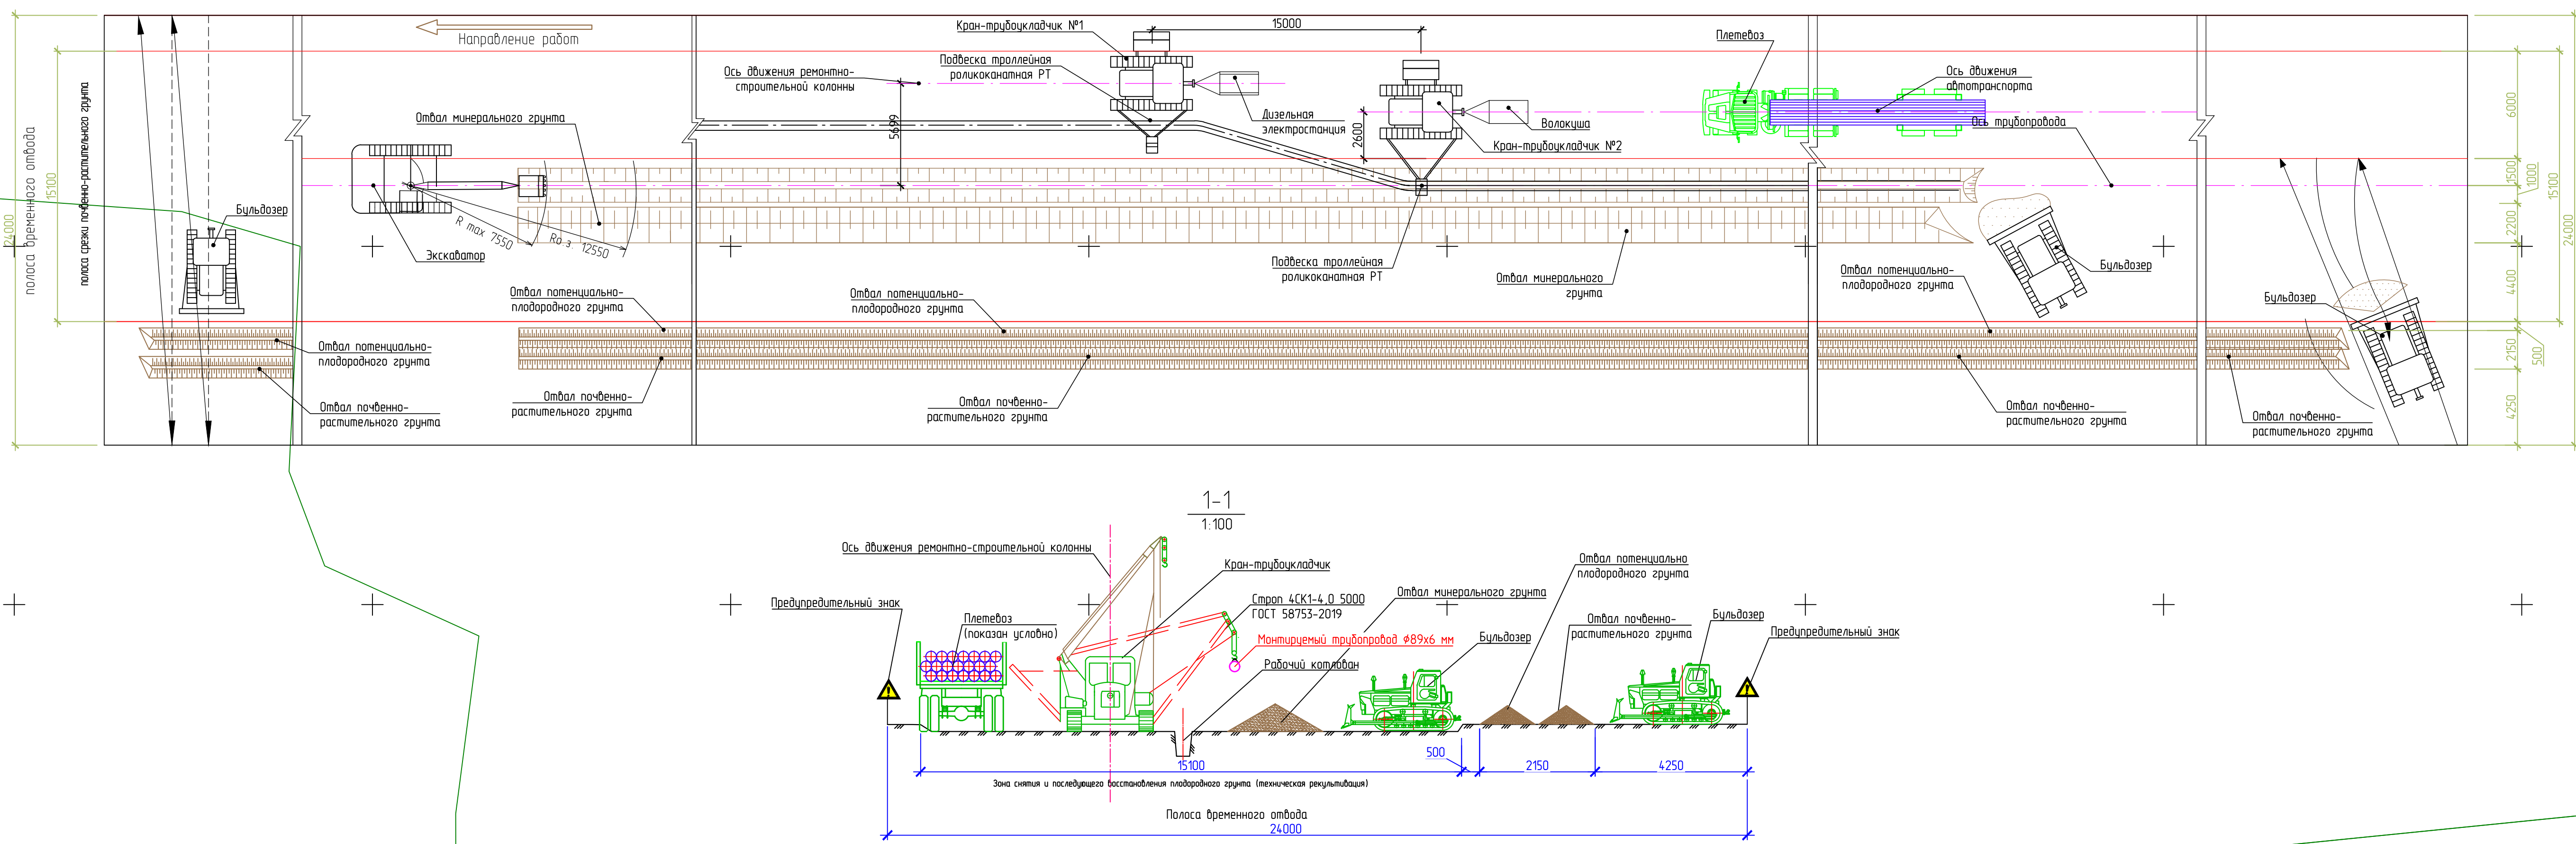 Направление работ
Кран-трубоукладчик №1
15000
Подвеска троллейная
роликоканатная РТ
Ось движения ремонтно-
строительной колонны
Плетевоз
Ось движения
автотранспорта
Дизельная
электростанция
Волокуша
Кран-трубоукладчик №2
Ось трубопровода
5699
2600
Отвал минерального грунта
полоса временного отвода
полоса срезки почвенно-растительного грунта
24000
15100
Бульдозер
Экскаватор
R max 7550
Rо.з. 12550
Подвеска троллейная
роликоканатная РТ
Отвал минерального
грунта
Отвал потенциально-
плодородного грунта
Отвал потенциально-
плодородного грунта
Отвал потенциально-
плодородного грунта
Бульдозер
Бульдозер
Отвал потенциально-
плодородного грунта
Отвал почвенно-
растительного грунта
Отвал почвенно-
растительного грунта
Отвал почвенно-
растительного грунта
Отвал почвенно-
растительного грунта
Отвал почвенно-
растительного грунта
6000
1500
1000
2200
4400
2150
500
4250
15100
24000
1-1
1:100
Ось движения ремонтно-строительной колонны
Кран-трубоукладчик
Отвал потенциально
плодородного грунта
Предупредительный знак
Плетевоз
(показан условно)
Строп 4СК1-4,0 5000
ГОСТ 58753-2019
Отвал минерального грунта
Монтируемый трубопровод ф89х6 мм
Рабочий котлован
Бульдозер
Отвал почвенно-
растительного грунта
Бульдозер
Предупредительный знак
15100
500
2150
4250
Зона снятия и последующего восстановления плодородного грунта (техническая рекультивация)
Полоса временного отвода
24000